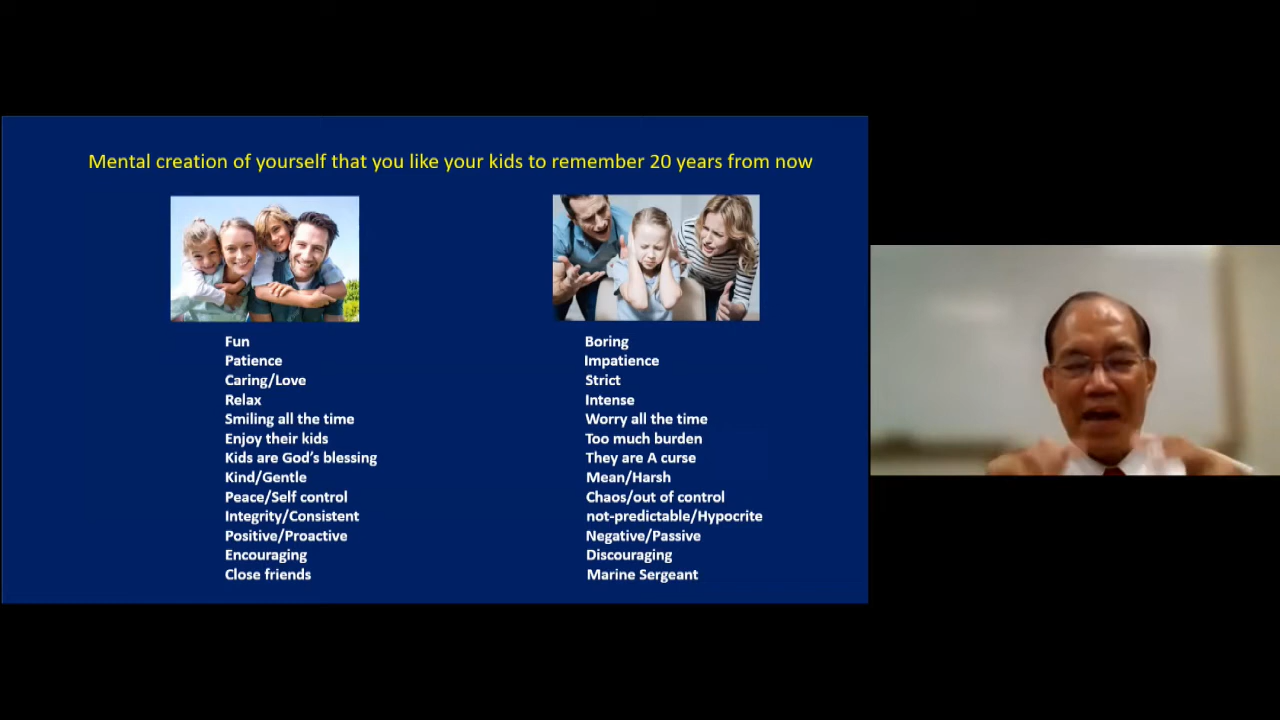 Mental creation of yourself that you like your kids to remember 20 years from now
Fun
Patience
Caring/Love
Relax
Smiling all the time
Enjoy their kids
Kids are God's blessing
Kind/Gentle
Peace/Self control
Integrity/Consistent
Positive/Proactive
Encouraging
Close friends
Boring
Impatience
Strict
Intense
Worry all the time
Too much burden
They are A curse
Mean/Harsh
Chaos/out of control
not-predictable/Hypocrite
Negative/Passive
Discouraging
Marine Sergeant